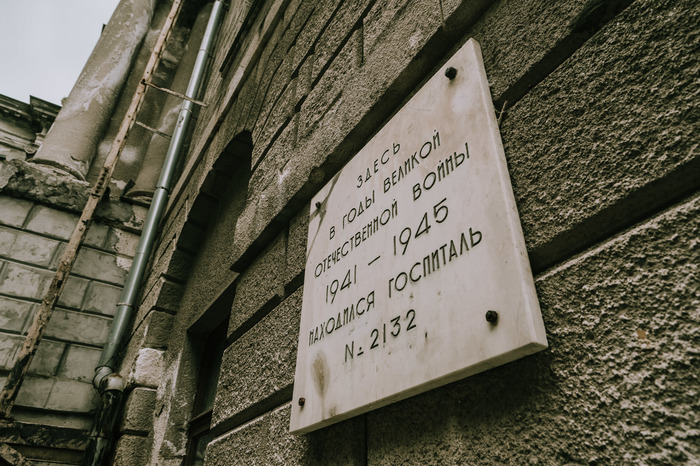 ЗДЕСЬ
В ГОДЫ ВЕЛИКОЙ
ОТЕЧЕСТВЕННОЙ ВОЙНЫ
1941 – 1945
НАХОДИЛСЯ ГОСПИТАЛЬ
№ 2132